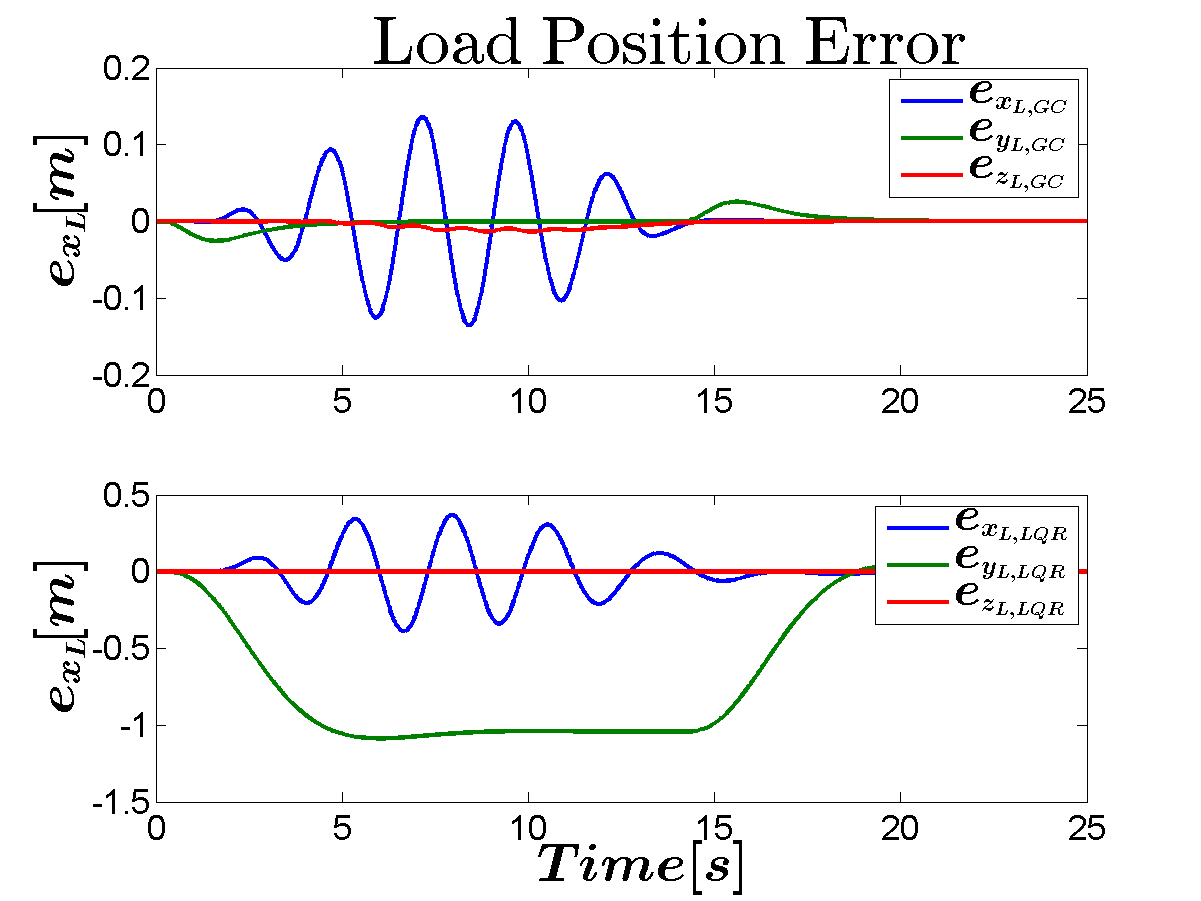 Load Position Error
0.2
0.1
0
-0.1
-0.2
e_{x_L}[m]
e_{x_{L,GC}}
e_{y_{L,GC}}
e_{z_{L,GC}}
0 5 10 15 20 25
0.5
0
-0.5
-1
-1.5
e_{x_L}[m]
e_{x_{L,LQR}}
e_{y_{L,LQR}}
e_{z_{L,LQR}}
0 5 10 15 20 25
Time[s]